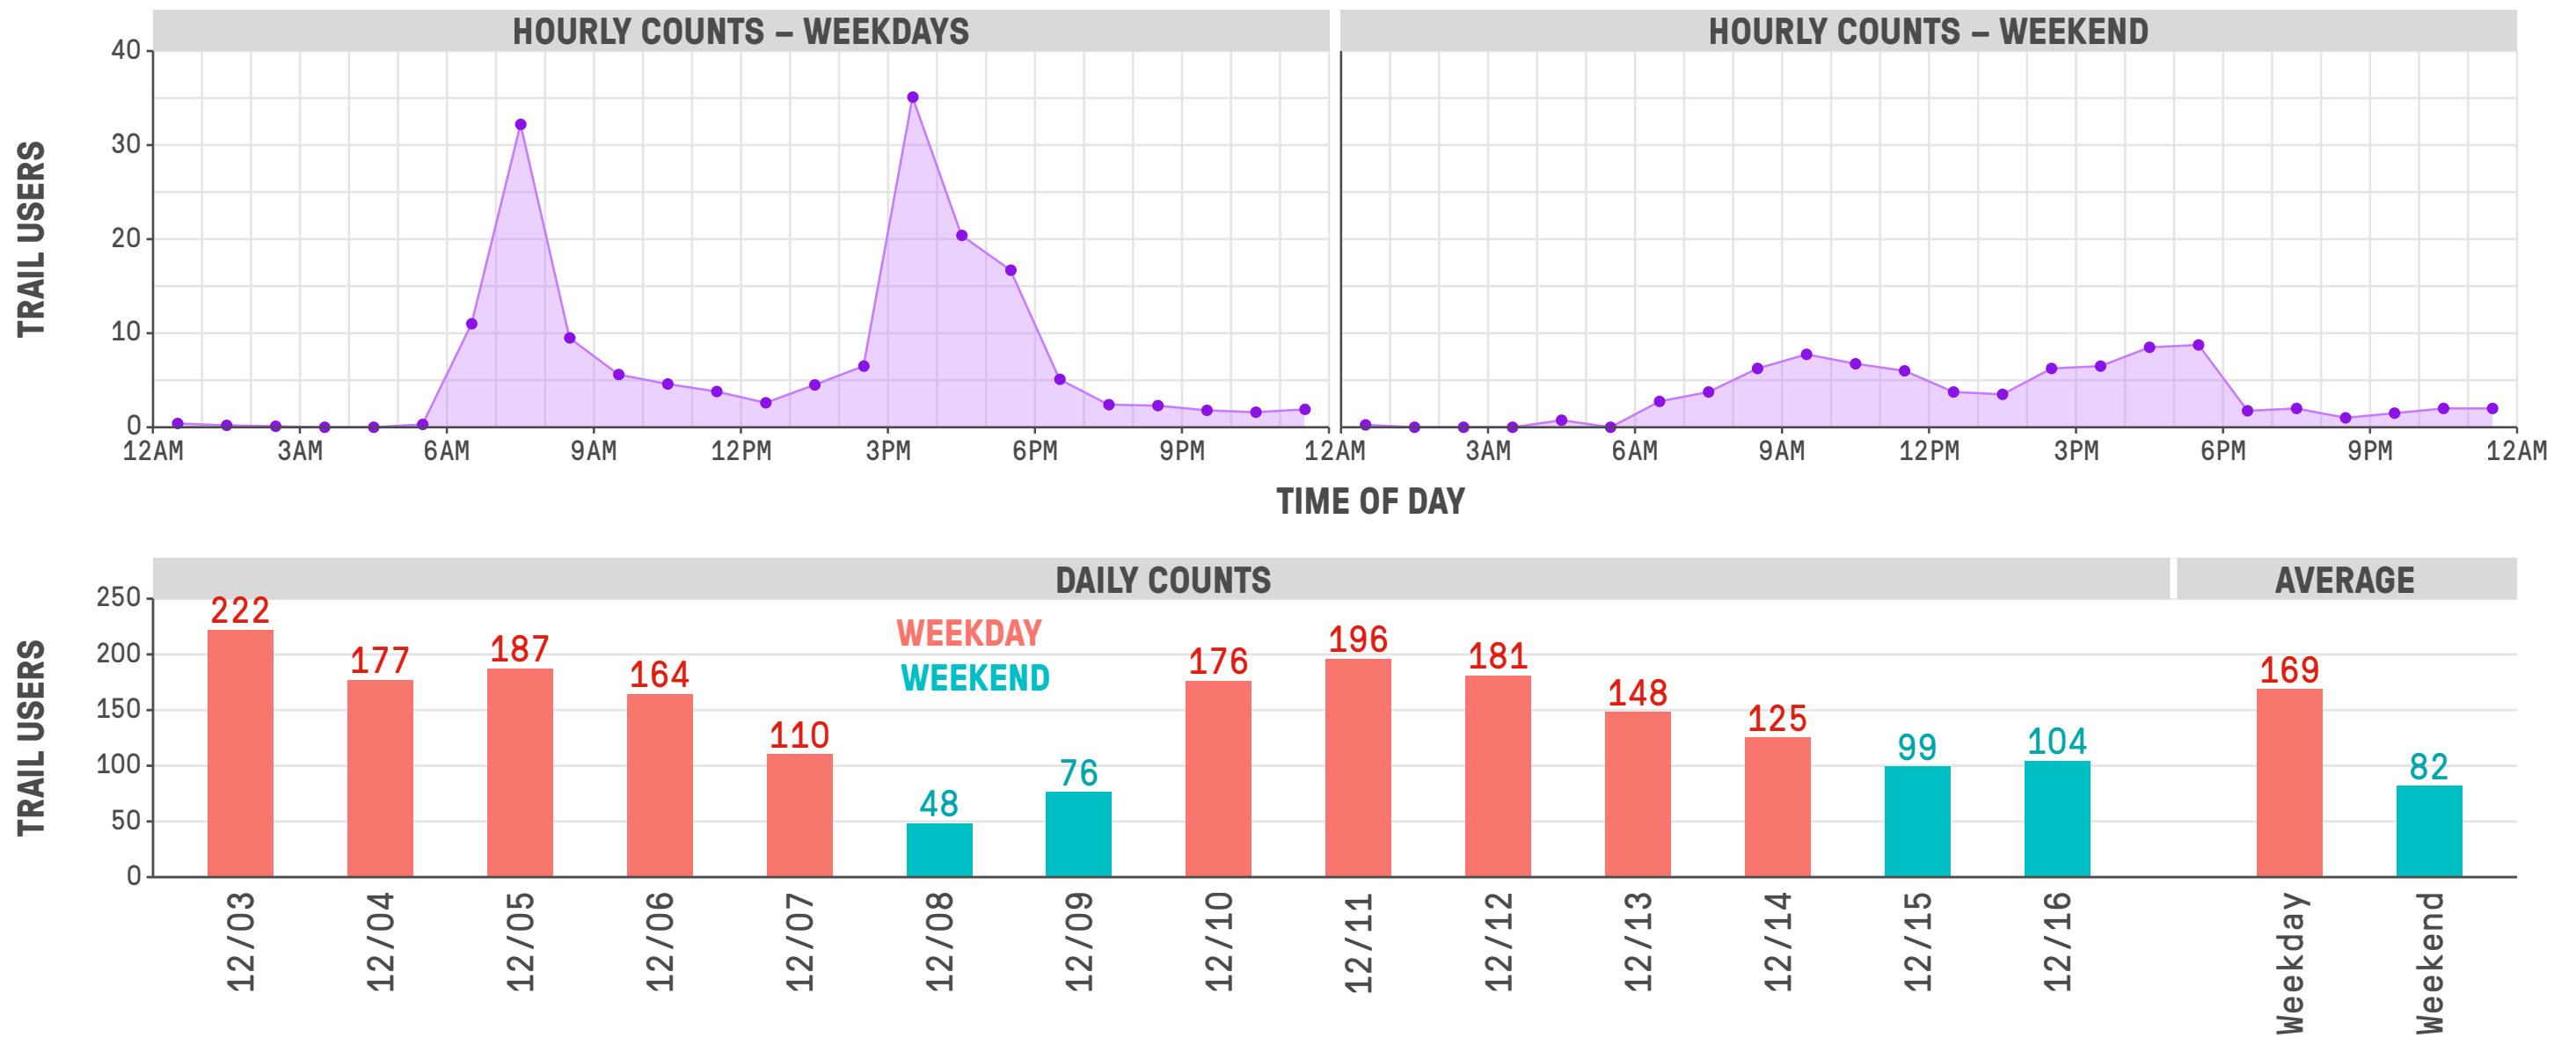 HOURLY COUNTS – WEEKDAYS
HOURLY COUNTS – WEEKEND
TRAIL USERS
40
30
20
10
0
12AM 3AM 6AM 9AM 12PM 3PM 6PM 9PM 12AM 3AM 6AM 9AM 12PM 3PM 6PM 9PM 12AM
TIME OF DAY
DAILY COUNTS
AVERAGE
TRAIL USERS
250
200
150
100
50
0
WEEKDAY
WEEKEND
222 177 187 164 110 48 76 176 196 181 148 125 99 104 169 82
12/03 12/04 12/05 12/06 12/07 12/08 12/09 12/10 12/11 12/12 12/13 12/14 12/15 12/16 Weekday Weekend